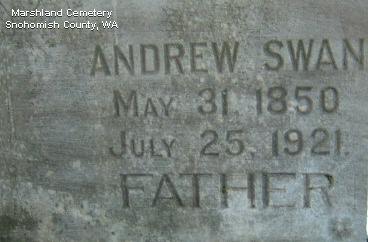 Marshland Cemetery
Snohomish County, WA
ANDREW SWAN
MAY 31, 1850
JULY 25, 1921.
FATHER